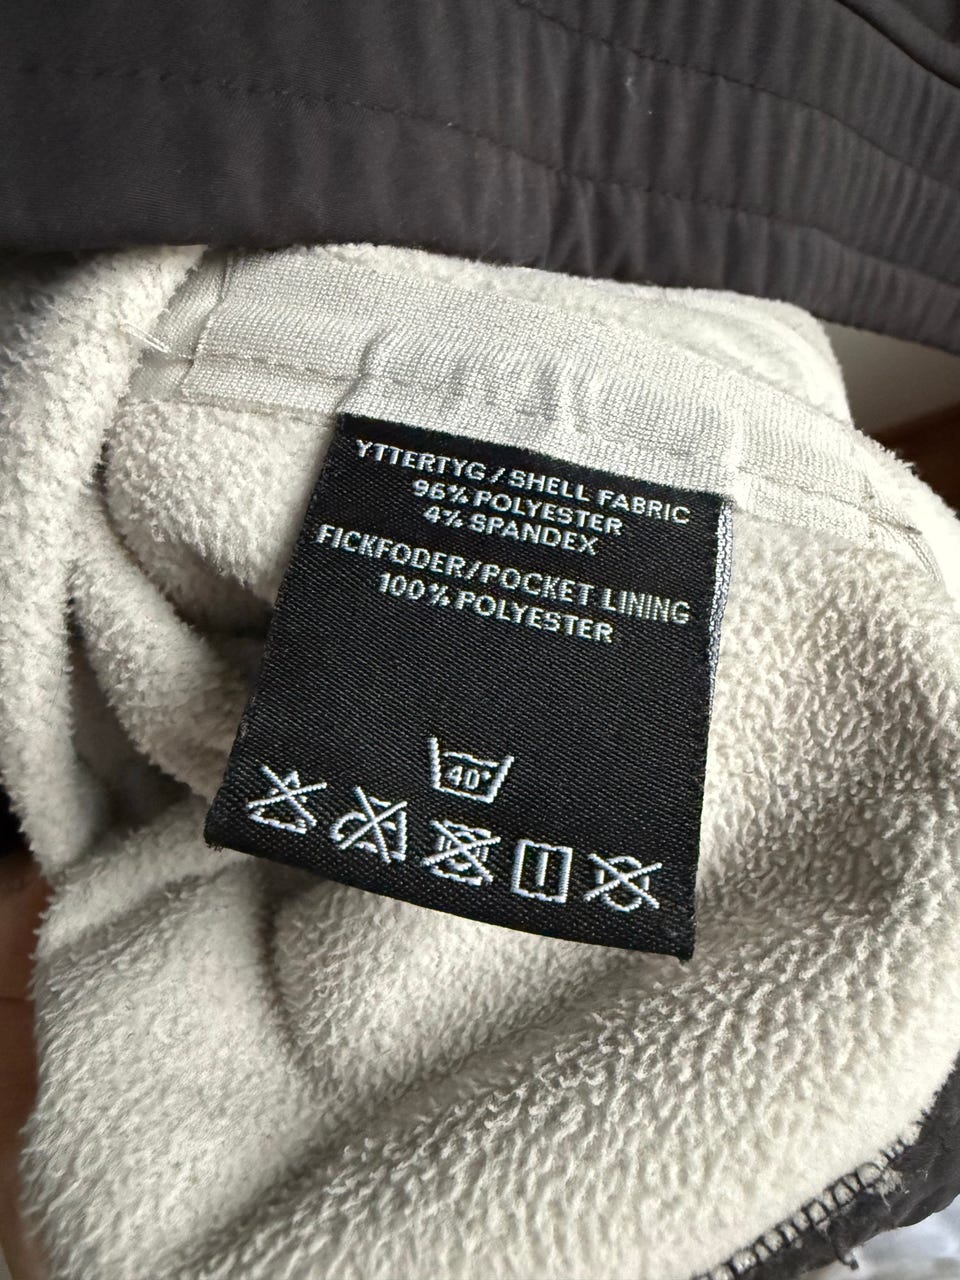 YTTERTYG/SHELL FABRIC
96% POLYESTER
4% SPANDEX
FICKFODER/POCKET LINING
100% POLYESTER
40°